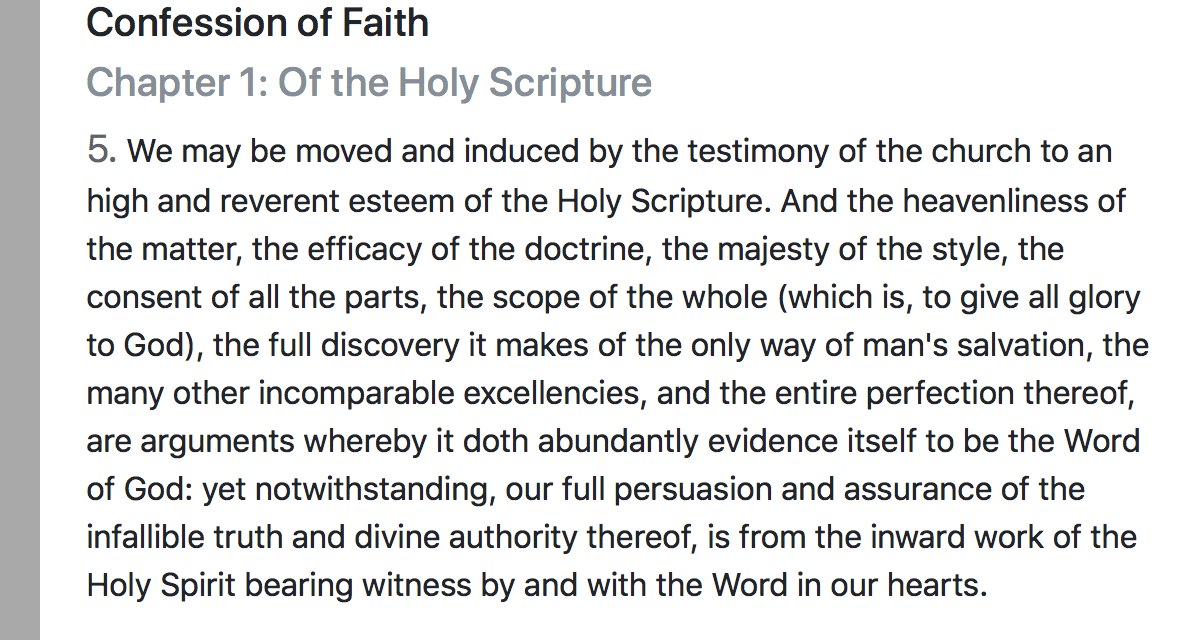 Confession of Faith
Chapter 1: Of the Holy Scripture
5. We may be moved and induced by the testimony of the church to an
high and reverent esteem of the Holy Scripture. And the heavenliness of
the matter, the efficacy of the doctrine, the majesty of the style, the
consent of all the parts, the scope of the whole (which is, to give all glory
to God), the full discovery it makes of the only way of man's salvation, the
many other incomparable excellencies, and the entire perfection thereof,
are arguments whereby it doth abundantly evidence itself to be the Word
of God: yet notwithstanding, our full persuasion and assurance of the
infallible truth and divine authority thereof, is from the inward work of the
Holy Spirit bearing witness by and with the Word in our hearts.